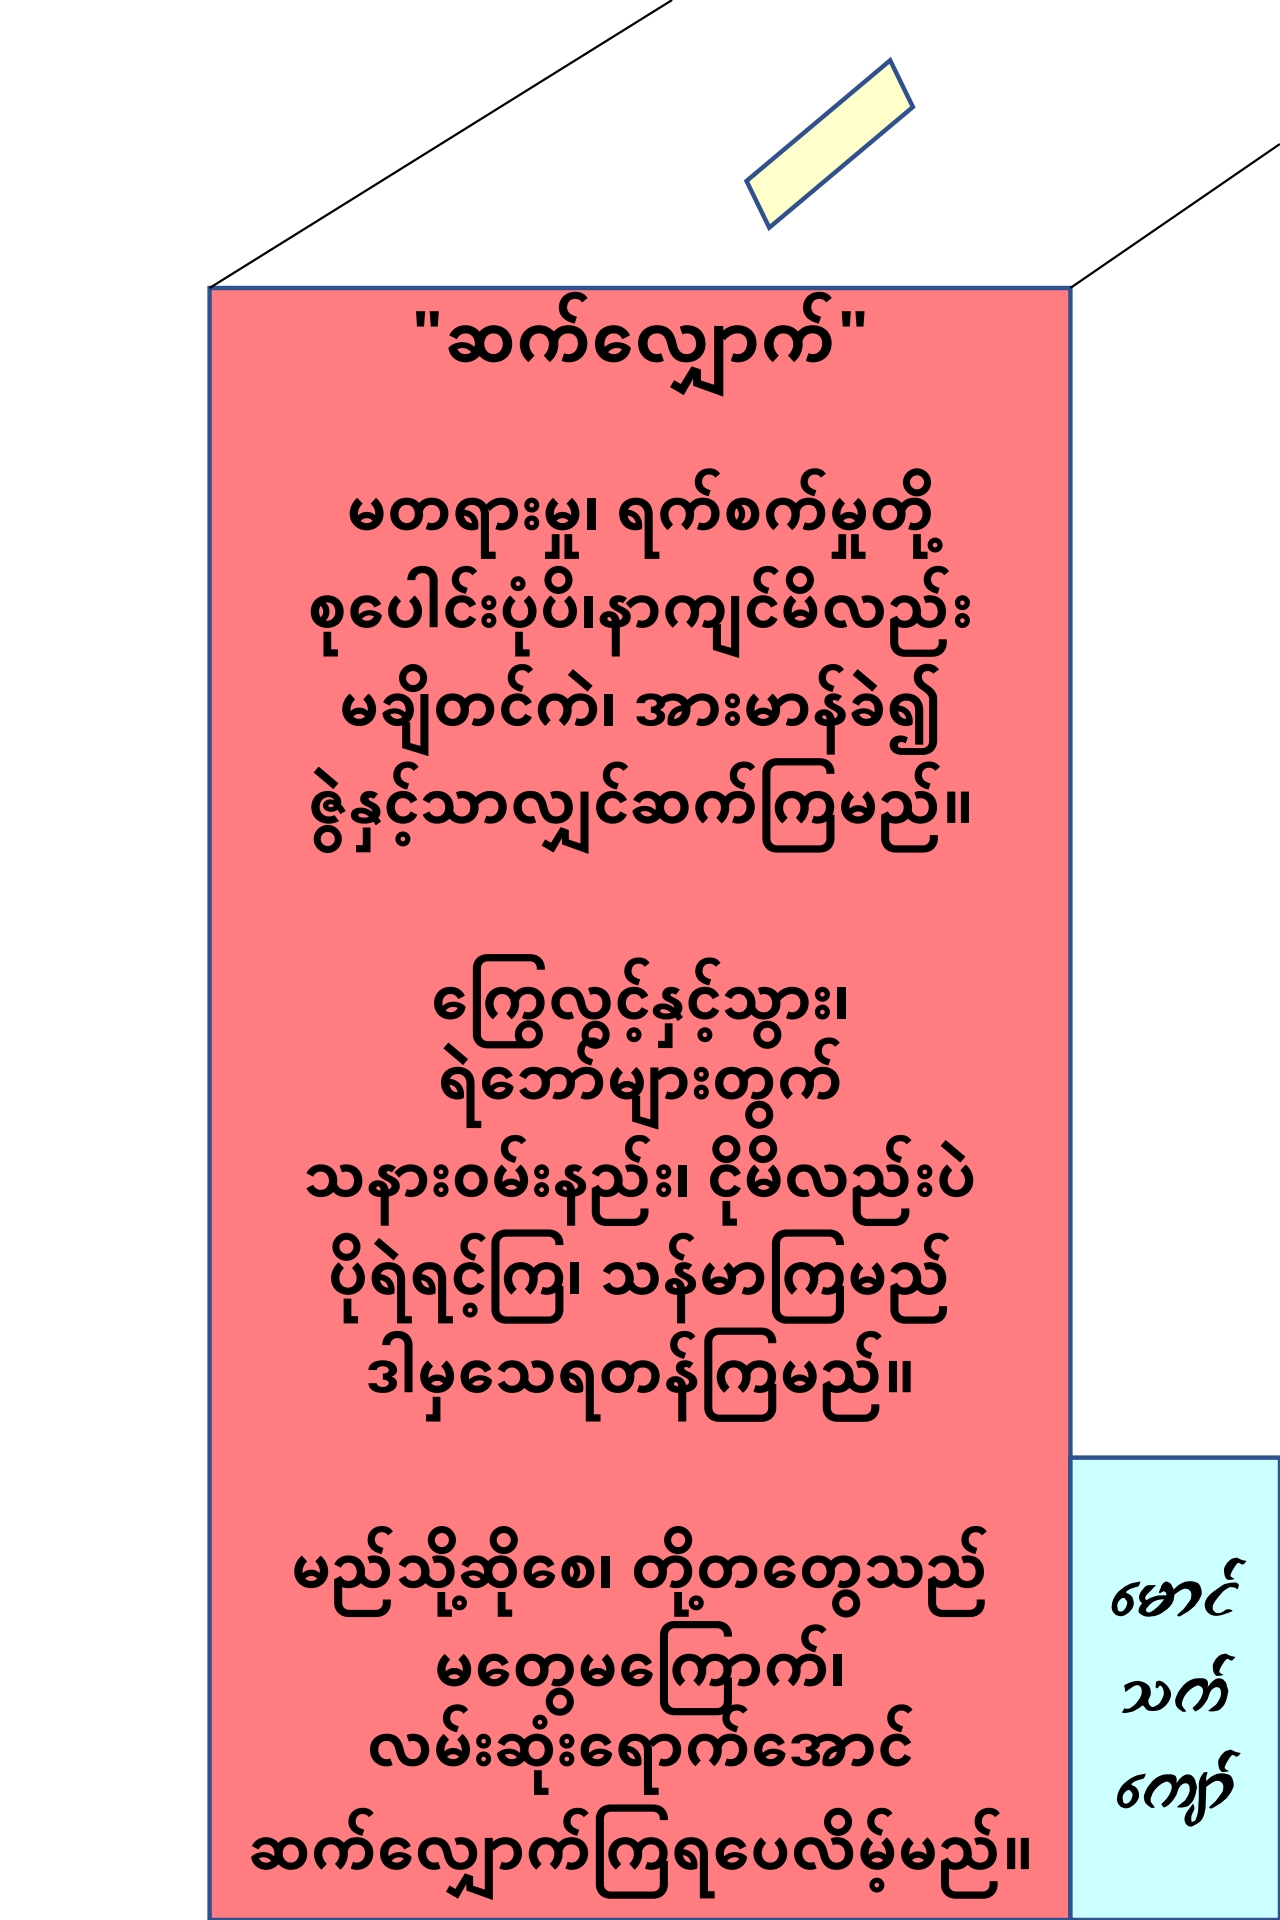 "ဆက်လျှောက်"
မတရားမှု၊ ရက်စက်မှုတို့
စုပေါင်းပုံပိ၊နာကျင်မိလည်း
မချိတင်ကဲ၊ အားမာန်ခဲ၍
ဇွဲနှင့်သာလျှင်ဆက်ကြမည်။
ကြွေလွင့်နှင့်သွား၊
ရဲဘော်များတွက်
သနားဝမ်းနည်း၊ ငိုမိလည်းပဲ
ပိုရဲရင့်ကြ၊ သန်မာကြမည်
ဒါမှသေရတန်ကြမည်။
မည်သို့ဆိုစေ၊ တို့တတွေသည်
မတွေမကြောက်၊
လမ်းဆုံးရောက်အောင်
ဆက်လျှောက်ကြရပေလိမ့်မည်။
မောင်
သက်
ကျော်